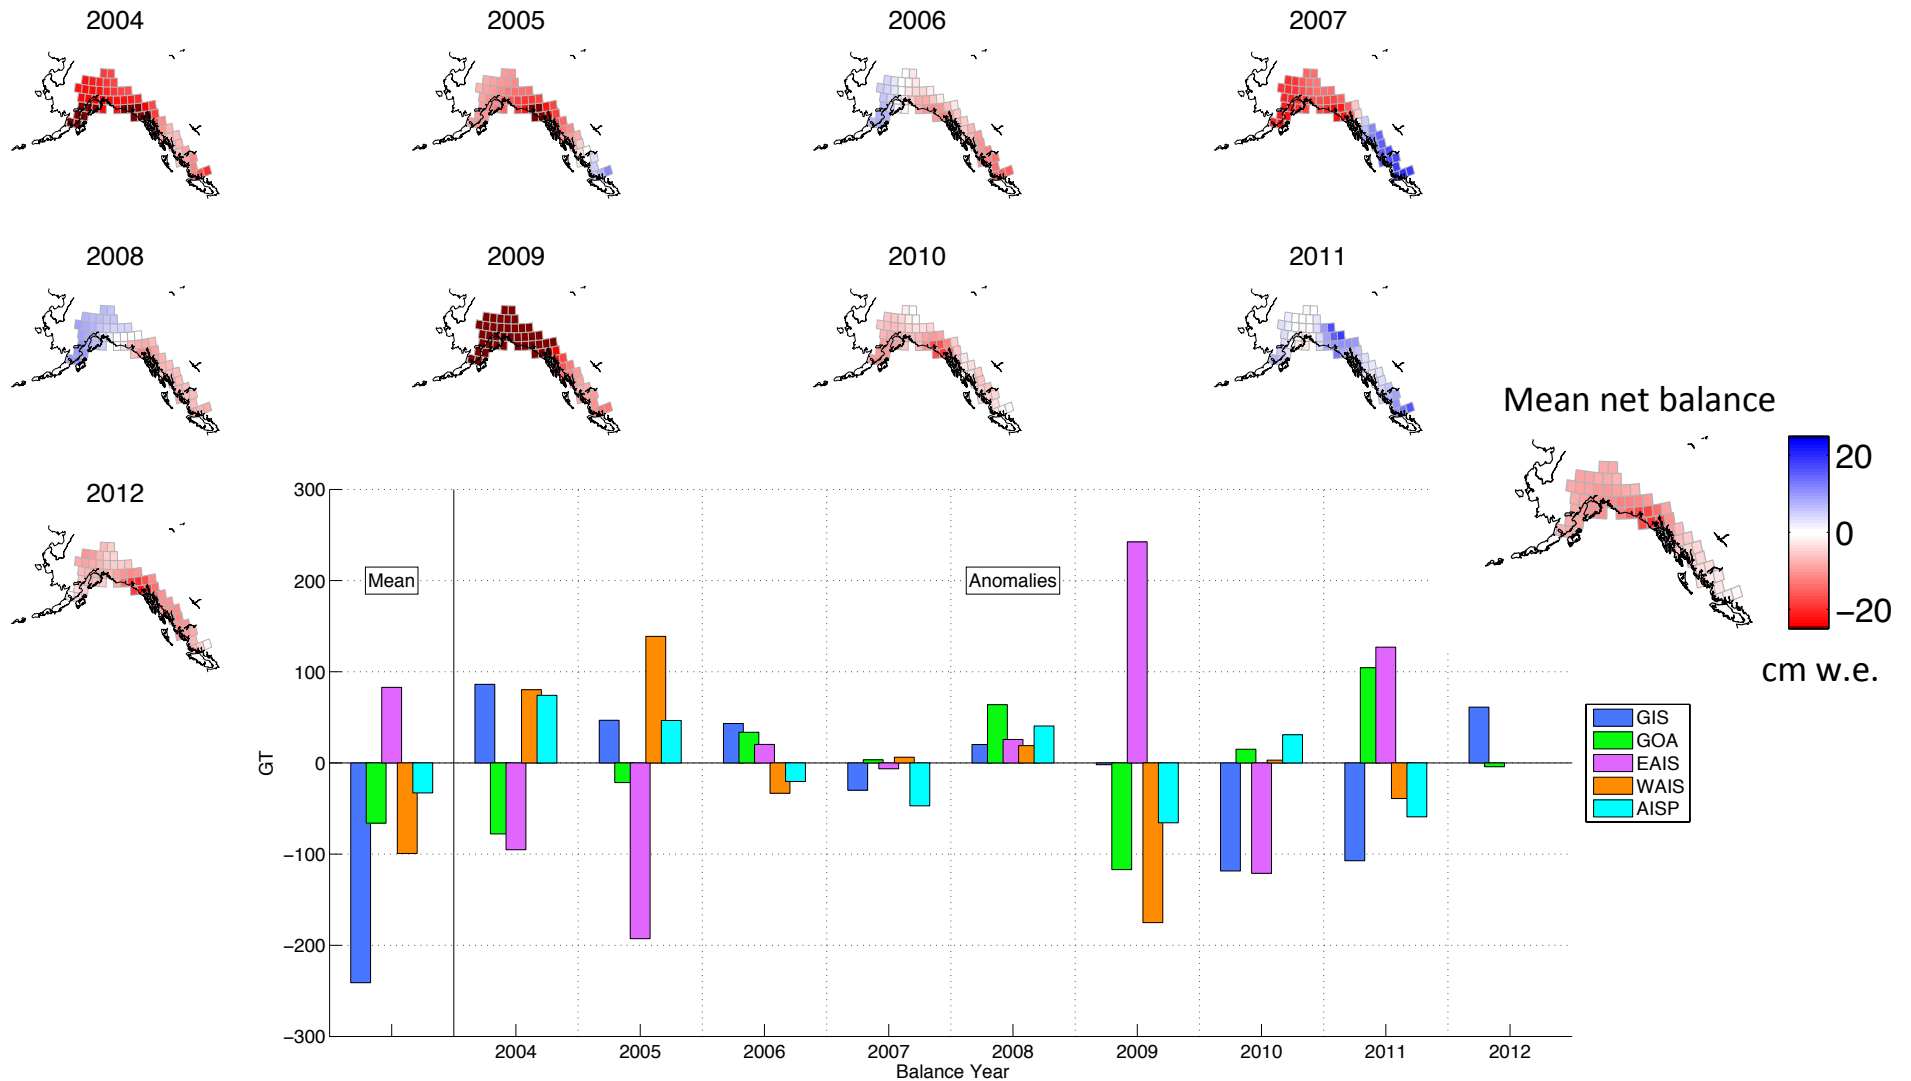 2004 2005 2006 2007
2008 2009 2010 2011
Mean net balance
20
0
−20
cm w.e.
2012
300
200
100
0
−100
−200
−300
GT
Mean
Anomalies
GIS
GOA
EAIS
WAIS
AISP
2004 2005 2006 2007 2008 2009 2010 2011 2012
Balance Year